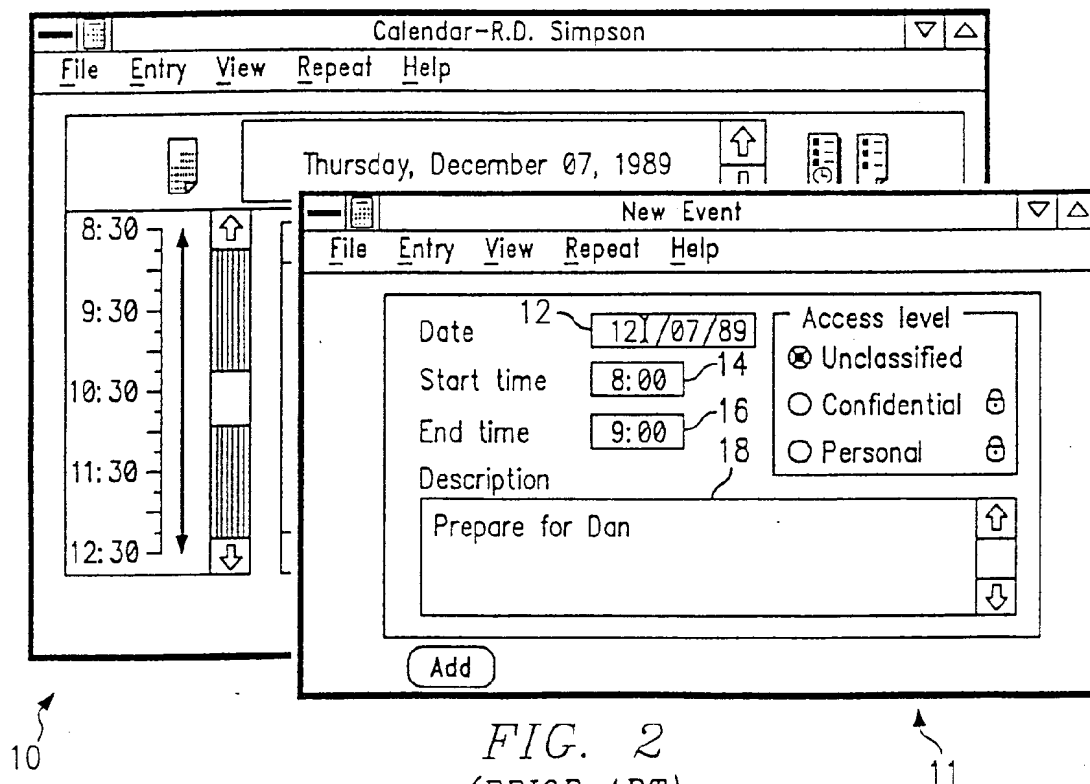 Calendar-R.D. Simpson
File Entry View Repeat Help
Thursday, December 07, 1989
8:30
9:30
10:30
11:30
12:30
New Event
File Entry View Repeat Help
Date 12 12/07/89
Start time 8:00 14
End time 9:00 16
18
Description
Prepare for Dan
Access level
Unclassified
Confidential
Personal
Add
10
FIG. 2
11
(PRIOR ART)